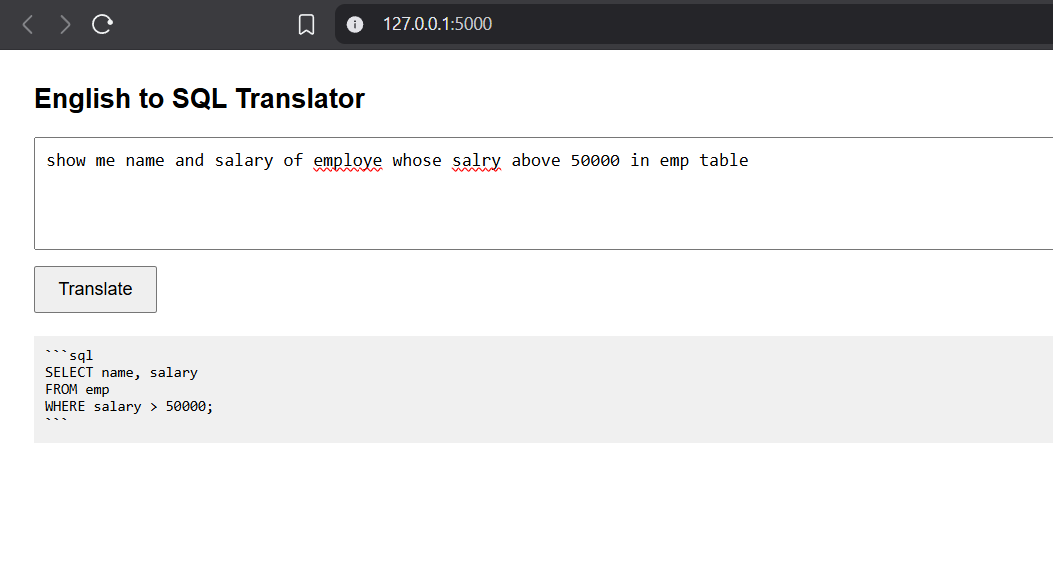 127.0.0.1:5000
English to SQL Translator
show me name and salary of employe whose salry above 50000 in emp table
Translate
```sql
SELECT name, salary
FROM emp
WHERE salary > 50000;
```